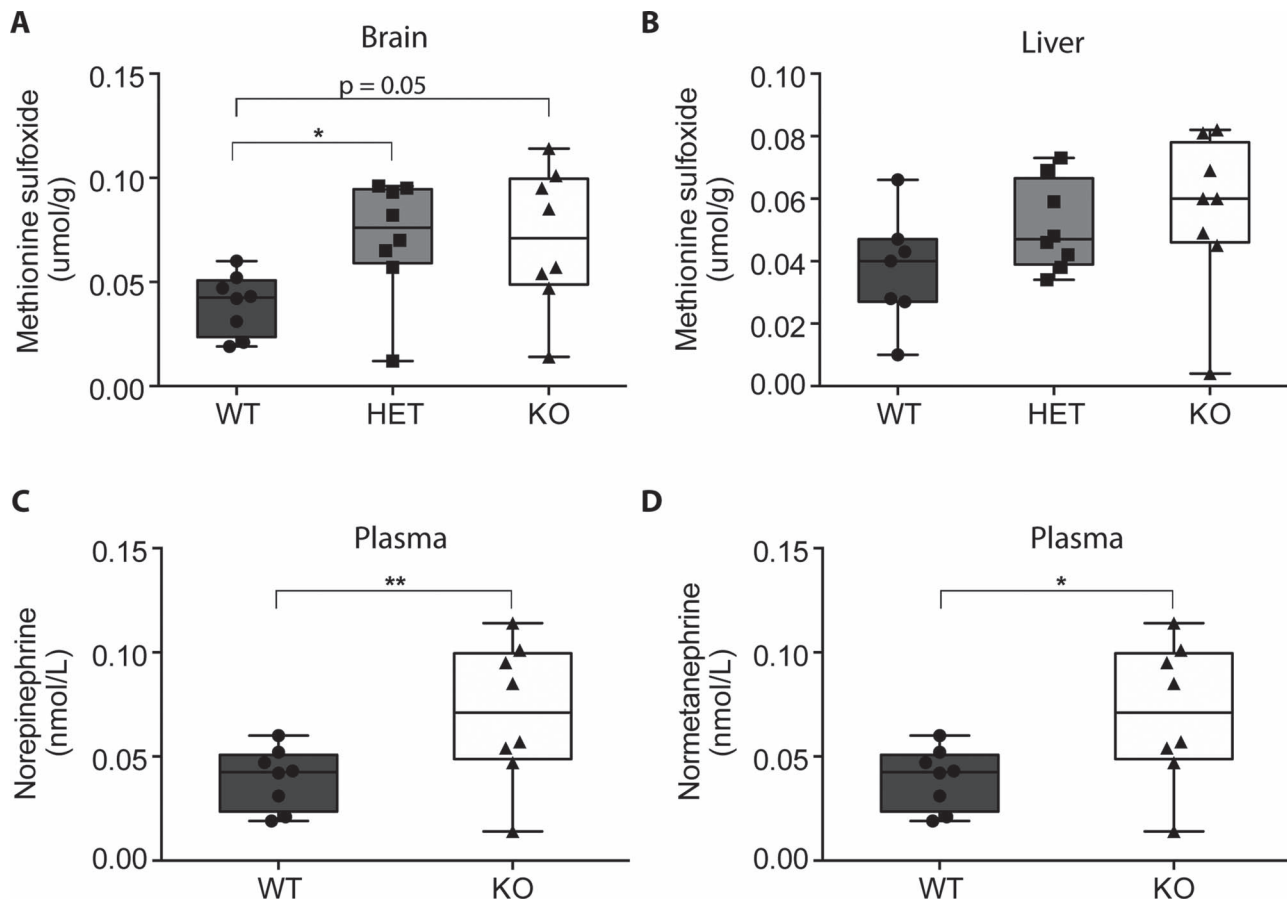 A
Brain
Methionine sulfoxide
(umol/g)
0.15
0.10
0.05
0.00
p = 0.05
*
WT HET KO
B
Liver
Methionine sulfoxide
(umol/g)
0.10
0.08
0.06
0.04
0.02
0.00
WT HET KO
C
Plasma
Norepinephrine
(nmol/L)
0.15
0.10
0.05
0.00
**
WT KO
D
Plasma
Normetanephrine
(nmol/L)
0.15
0.10
0.05
0.00
*
WT KO